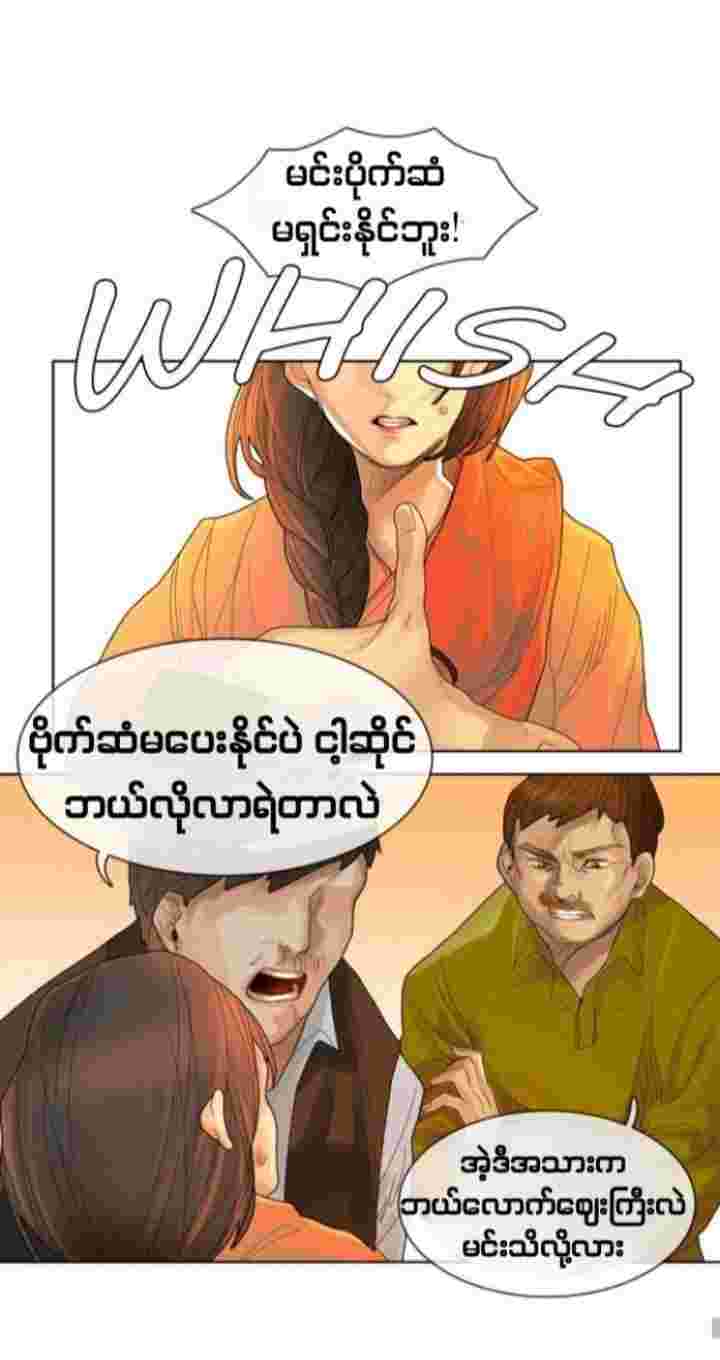 မင်းပိုက်ဆံ
မရှင်းနိုင်ဘူး!
WHISH
ပိုက်ဆံမပေးနိုင်ပဲ ငါ့ဆိုင်
ဘယ်လိုလာရဲတာလဲ
အဲ့ဒီအသားက
ဘယ်လောက်ဈေးကြီးလဲ
မင်းသိလို့လား